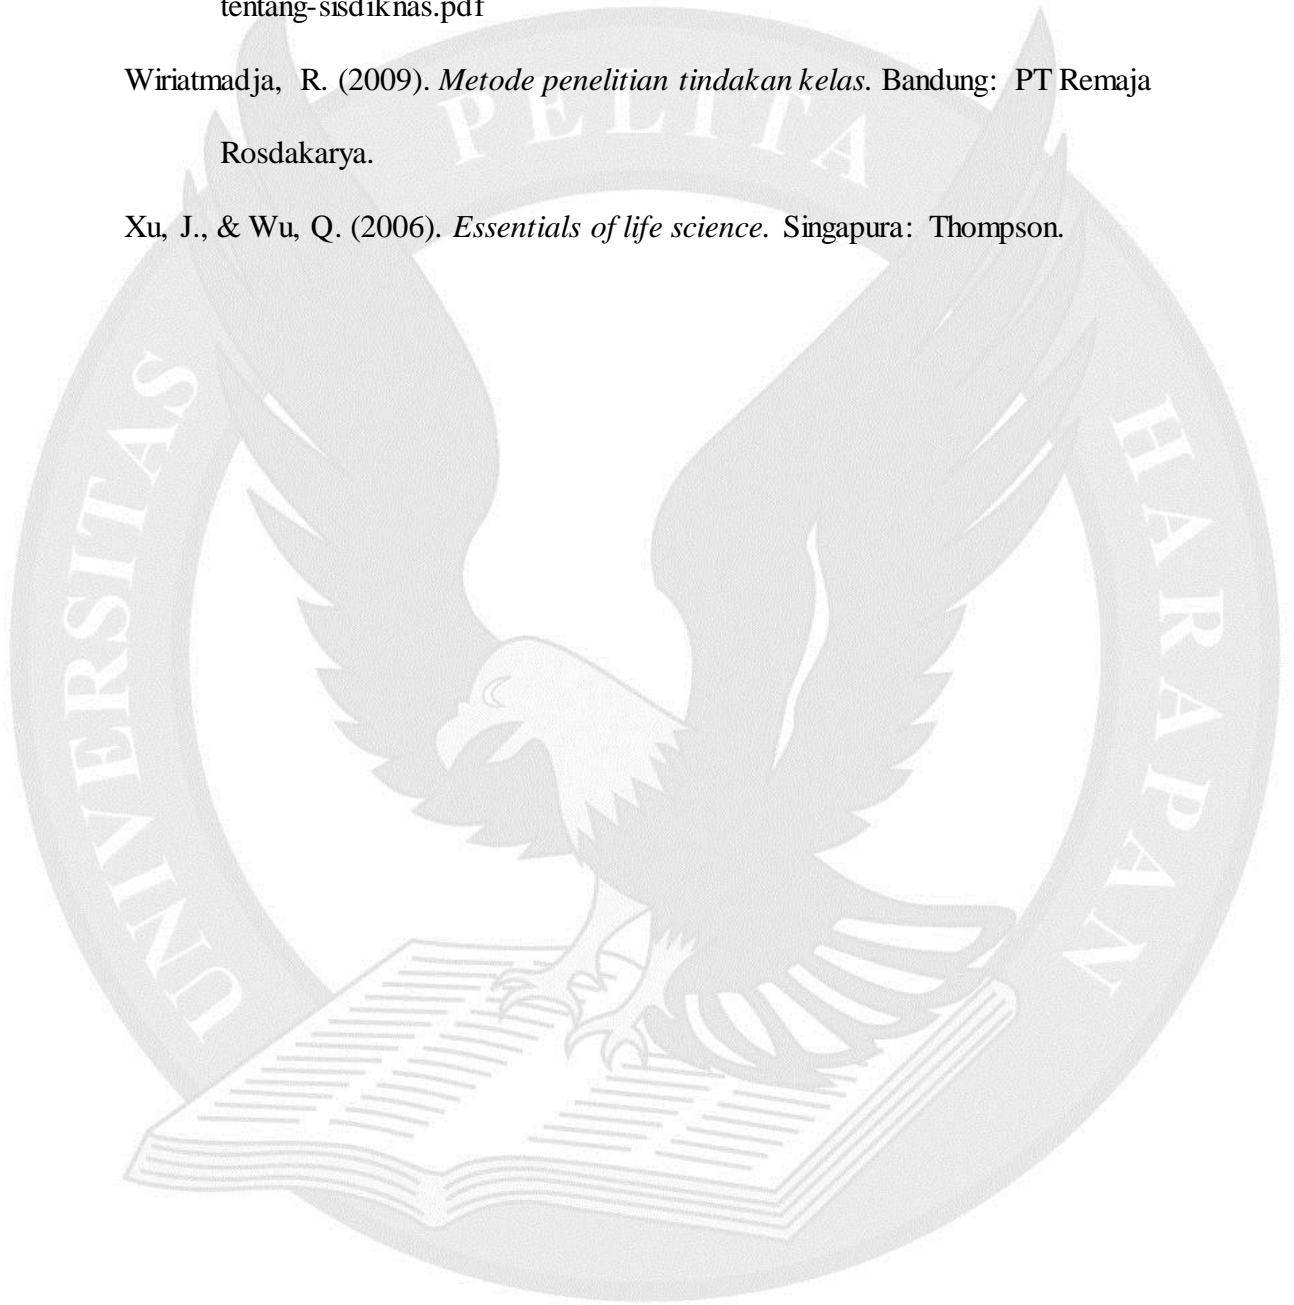 tentang-sisdiknas.pdf
Wiriatmadja, R. (2009). Metode penelitian tindakan kelas. Bandung: PT Remaja
Rosdakarya.
Xu, J., & Wu, Q. (2006). Essentials of life science. Singapura: Thompson.
UNIVERSITAS PELITA HARAPAN